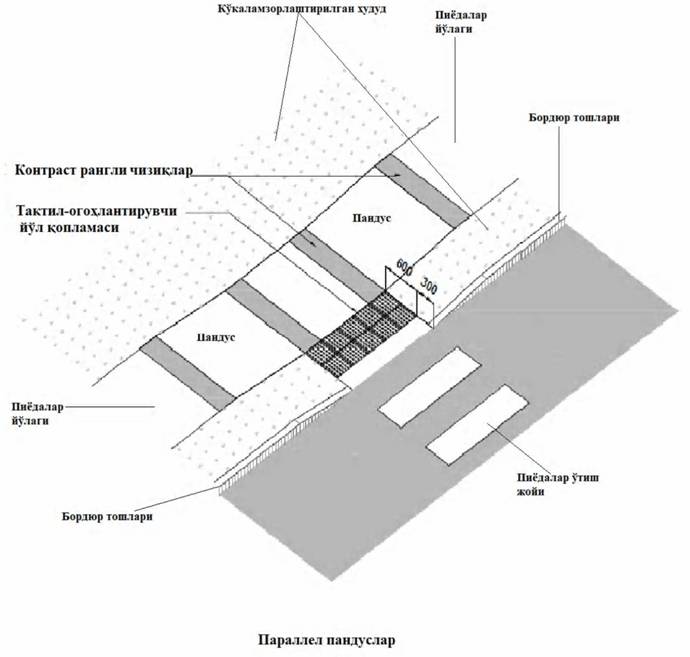 Кўкаламзорлаштирилган ҳудуд
Пиёдалар
йўлаги
Бордюр тошлари
Контраст рангли чизиқлар
Тактил-огоҳлантирувчи
йўл қопламаси
Пандус
600
300
Пандус
Пиёдалар
йўлаги
Пиёдалар ўтиш
жойи
Бордюр тошлари
Параллел пандуслар